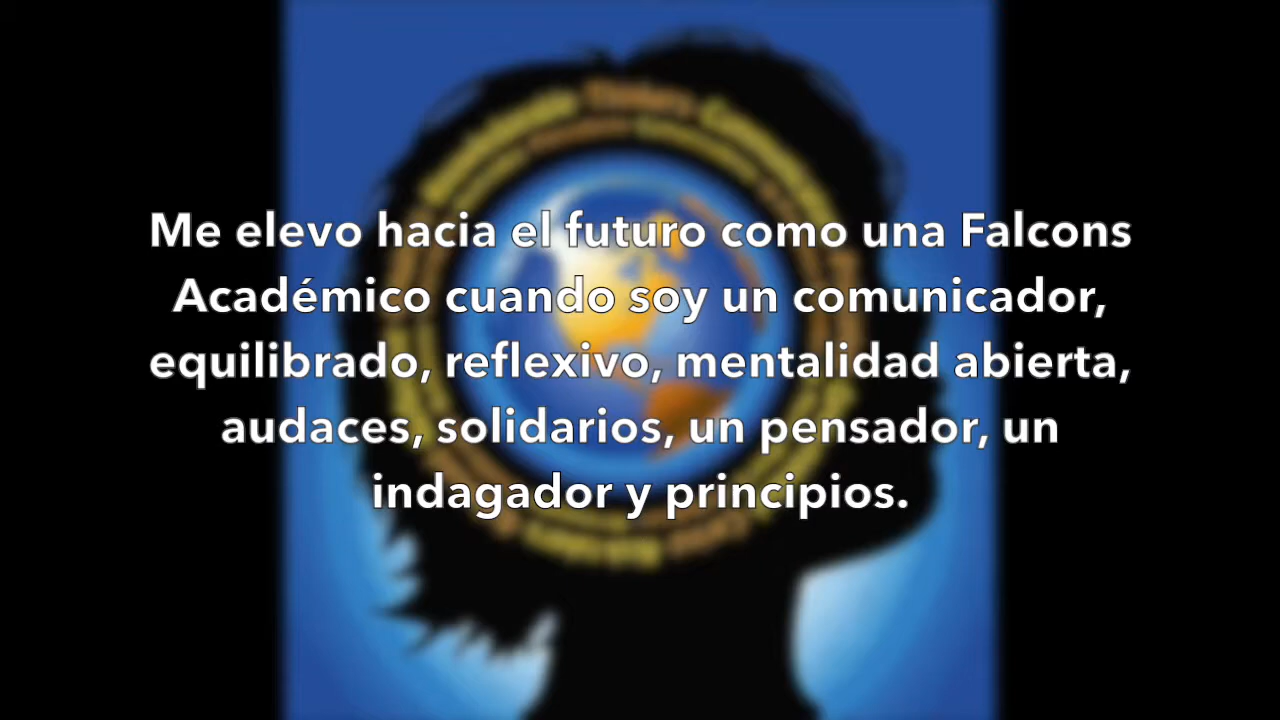 Me elevo hacia el futuro como una Falcons
Académico cuando soy un comunicador,
equilibrado, reflexivo, mentalidad abierta,
audaces, solidarios, un pensador, un
indagador y principios.